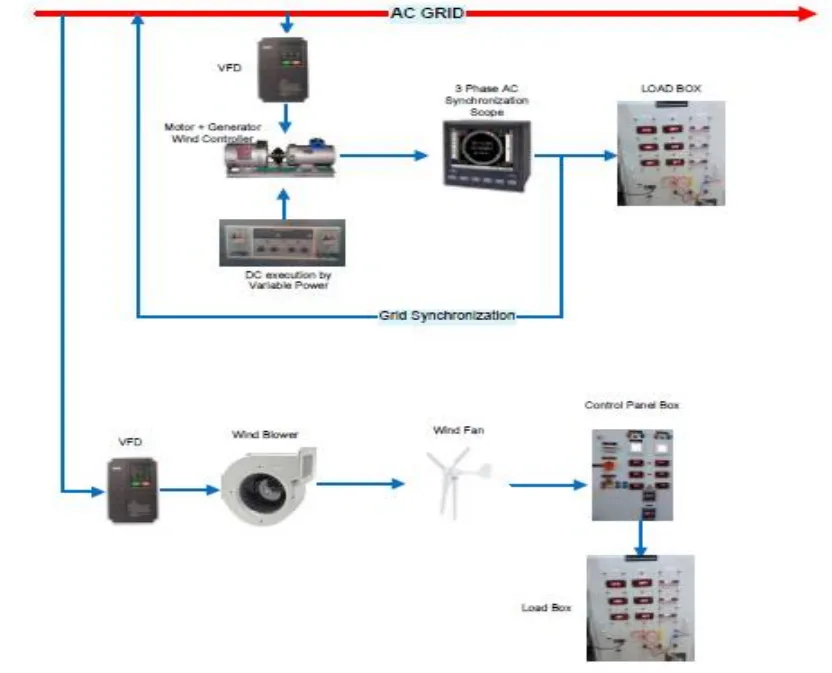 AC GRID
VFD
3 Phase AC
Synchronization
Scope
LOAD BOX
Motor + Generator
Wind Controller
DC execution by
Variable Power
Grid Synchronization
Control Panel Box
Wind Blower
Wind Fan
VFD
Load Box